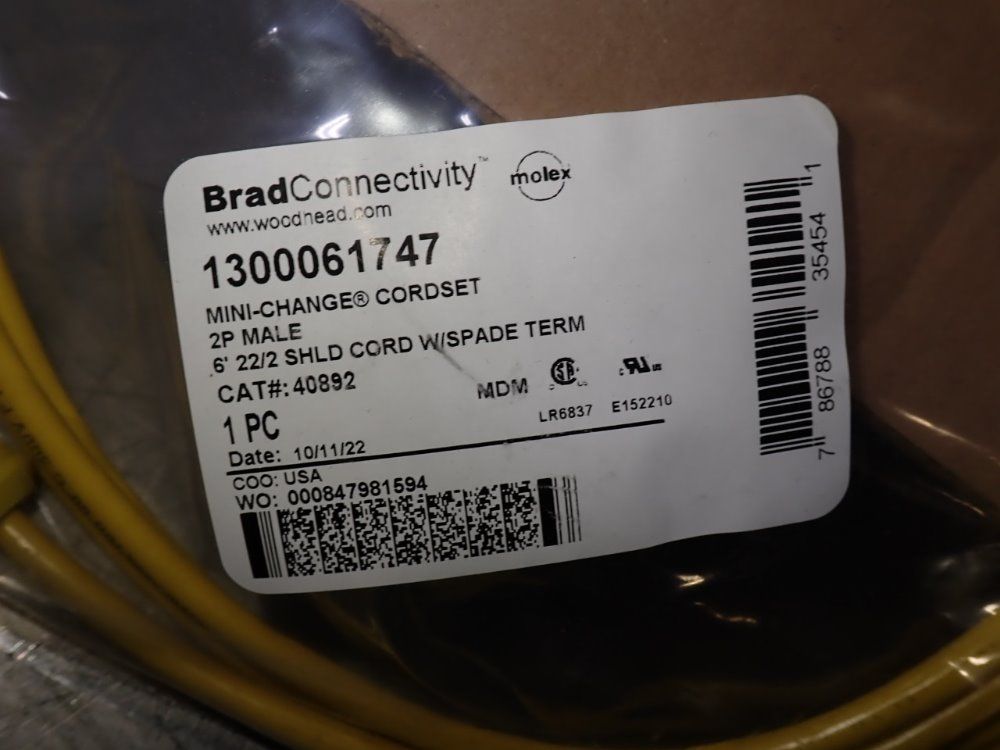 BradConnectivity™ molex
www.woodhead.com
1300061747
MINI-CHANGE® CORDSET
2P MALE
6' 22/2 SHLD CORD W/SPADE TERM
CAT#: 40892
MDM
LR6837 E152210
1 PC
Date: 10/11/22
COO: USA
WO: 000847981594
7 86788 35454 1